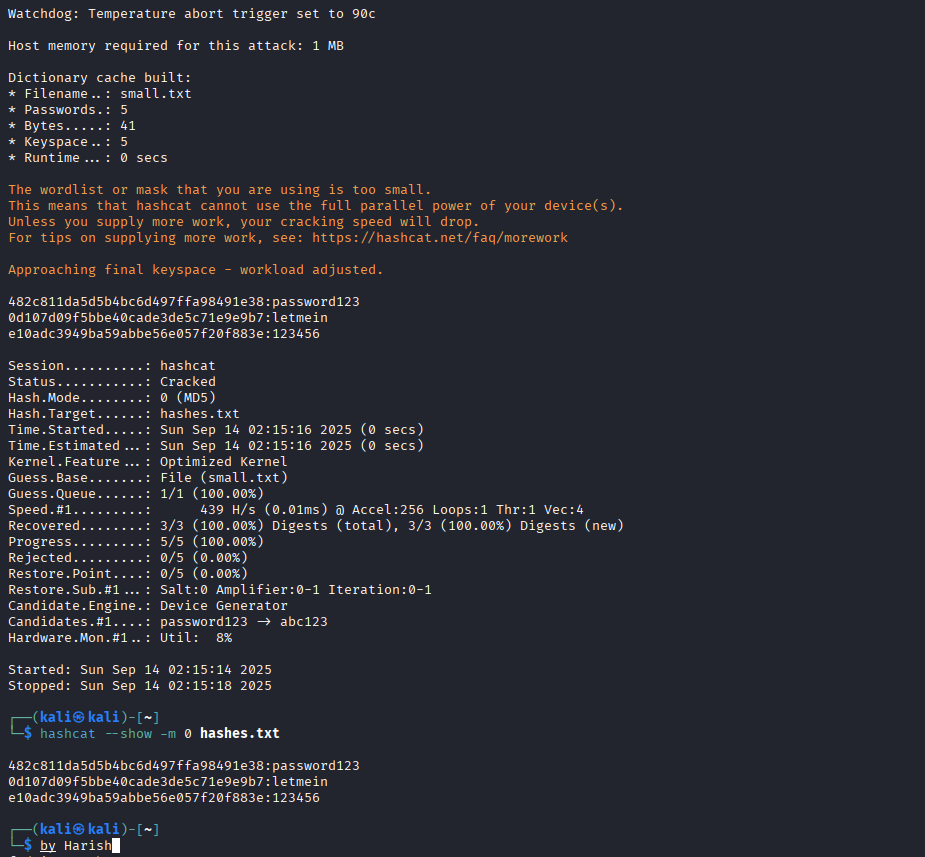 Watchdog: Temperature abort trigger set to 90c
Host memory required for this attack: 1 MB
Dictionary cache built:
* Filename..: small.txt
* Passwords.: 5
* Bytes.....: 41
* Keyspace..: 5
* Runtime...: 0 secs
The wordlist or mask that you are using is too small.
This means that hashcat cannot use the full parallel power of your device(s).
Unless you supply more work, your cracking speed will drop.
For tips on supplying more work, see: https://hashcat.net/faq/morework
Approaching final keyspace - workload adjusted.
482c811da5d5b4bc6d497ffa98491e38:password123
0d107d09f5bbe40cade3de5c71e9e9b7:letmein
e10adc3949ba59abbe56e057f20f883e:123456
Session..........: hashcat
Status...........: Cracked
Hash.Mode........: 0 (MD5)
Hash.Target......: hashes.txt
Time.Started.....: Sun Sep 14 02:15:16 2025 (0 secs)
Time.Estimated...: Sun Sep 14 02:15:16 2025 (0 secs)
Kernel.Feature...: Optimized Kernel
Guess.Base.......: File (small.txt)
Guess.Queue......: 1/1 (100.00%)
Speed.#1.........:      439 H/s (0.01ms) @ Accel:256 Loops:1 Thr:1 Vec:4
Recovered........: 3/3 (100.00%) Digests (total), 3/3 (100.00%) Digests (new)
Progress.........: 5/5 (100.00%)
Rejected.........: 0/5 (0.00%)
Restore.Point....: 0/5 (0.00%)
Restore.Sub.#1...: Salt:0 Amplifier:0-1 Iteration:0-1
Candidate.Engine.: Device Generator
Candidates.#1....: password123 -> abc123
Hardware.Mon.#1..: Util:  8%
Started: Sun Sep 14 02:15:14 2025
Stopped: Sun Sep 14 02:15:18 2025
┌──(kali㉿kali)-[~]
└─$ hashcat --show -m 0 hashes.txt
482c811da5d5b4bc6d497ffa98491e38:password123
0d107d09f5bbe40cade3de5c71e9e9b7:letmein
e10adc3949ba59abbe56e057f20f883e:123456
┌──(kali㉿kali)-[~]
└─$ by Harish